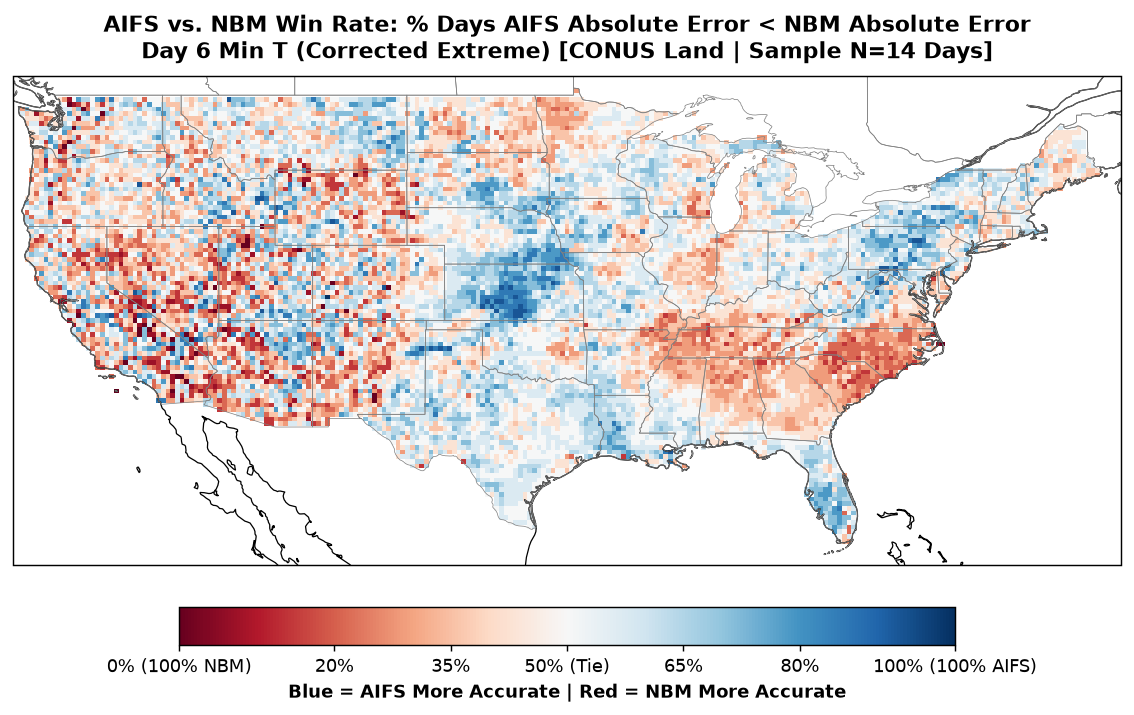 AIFS vs. NBM Win Rate: % Days AIFS Absolute Error < NBM Absolute Error
Day 6 Min T (Corrected Extreme) [CONUS Land | Sample N=14 Days]
0% (100% NBM) 20% 35% 50% (Tie) 65% 80% 100% (100% AIFS)
Blue = AIFS More Accurate | Red = NBM More Accurate